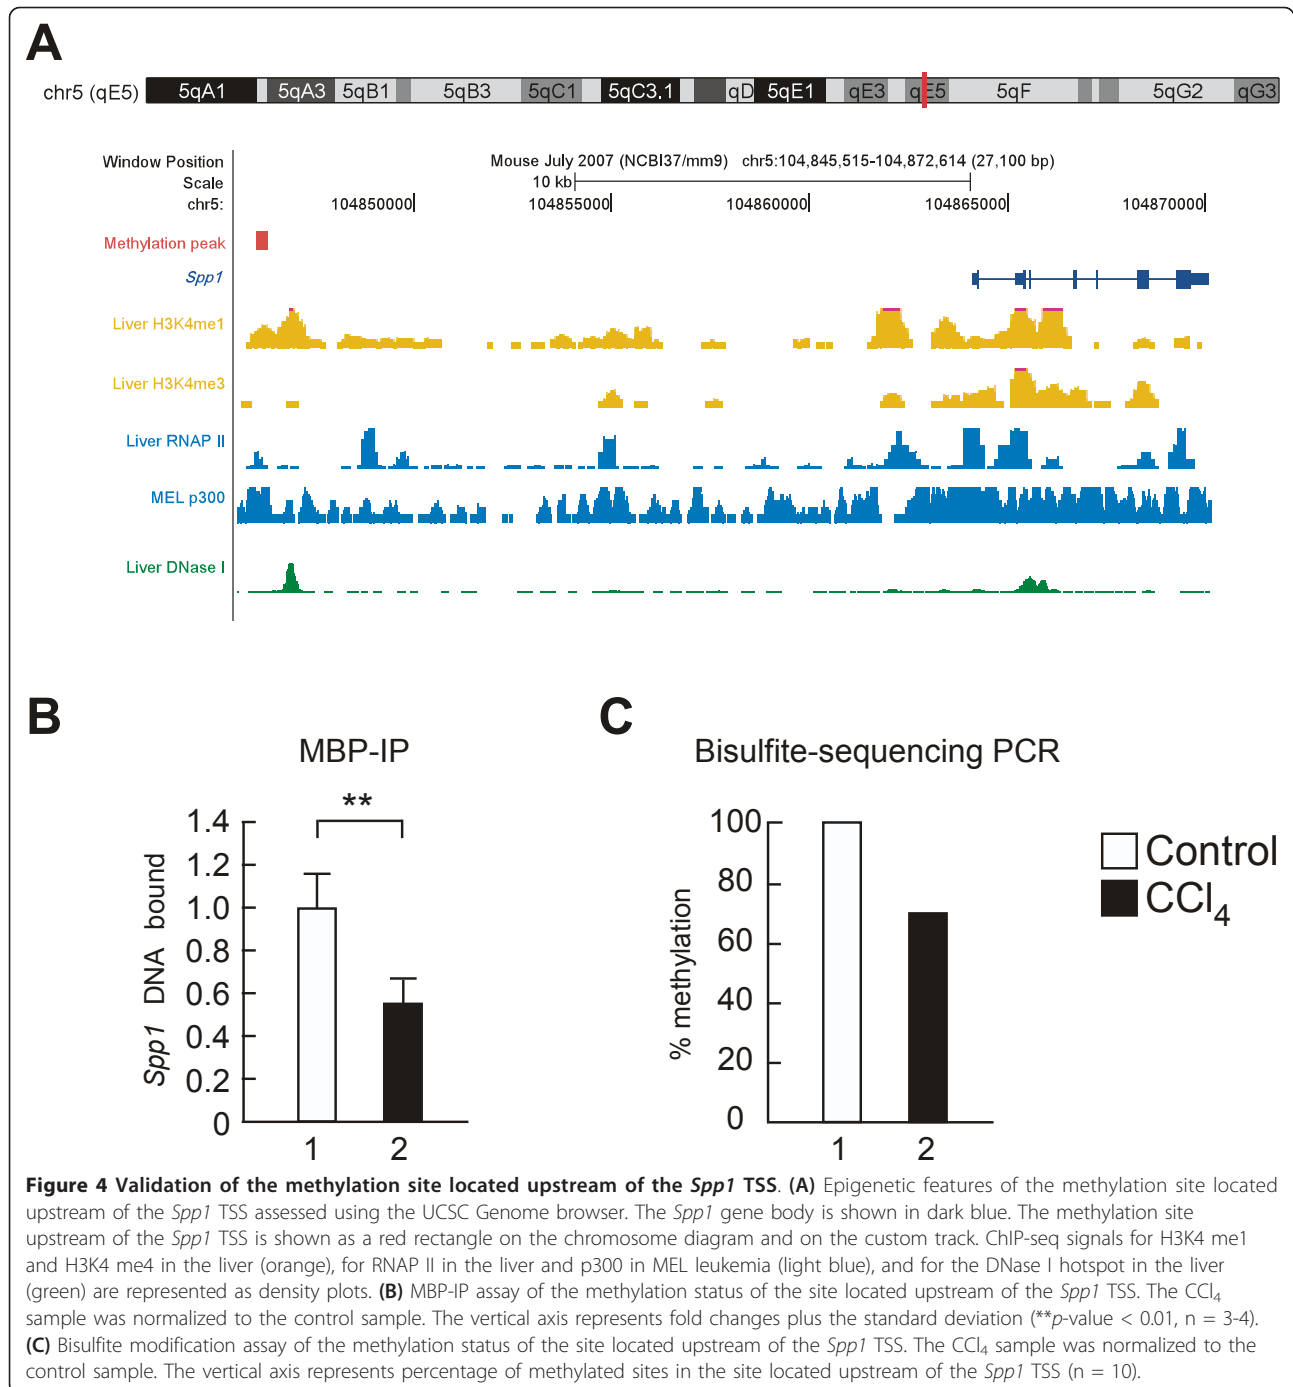 A
chr5 (qE5) 5qA1 5qA3 5qB1 5qB3 5qC1 5qC3.1 qD 5qE1 qE3 qE5 5qF 5qG2 qG3
Window Position Mouse July 2007 (NCBI37/mm9) chr5:104,845,515-104,872,614 (27,100 bp)
Scale 10 kb
chr5: 104850000 104855000 104860000 104865000 104870000
Methylation peak
Spp1
Liver H3K4me1
Liver H3K4me3
Liver RNAP II
MEL p300
Liver DNase I
B
MBP-IP
**
Spp1 DNA bound
1.4
1.2
1.0
0.8
0.6
0.4
0.2
0
1 2
C
Bisulfite-sequencing PCR
% methylation
100
80
60
40
20
0
1 2
Control
CCl4
Figure 4 Validation of the methylation site located upstream of the Spp1 TSS. (A) Epigenetic features of the methylation site located
upstream of the Spp1 TSS assessed using the UCSC Genome browser. The Spp1 gene body is shown in dark blue. The methylation site
upstream of the Spp1 TSS is shown as a red rectangle on the chromosome diagram and on the custom track. ChIP-seq signals for H3K4 me1
and H3K4 me4 in the liver (orange), for RNAP II in the liver and p300 in MEL leukemia (light blue), and for the DNase I hotspot in the liver
(green) are represented as density plots. (B) MBP-IP assay of the methylation status of the site located upstream of the Spp1 TSS. The CCl4
sample was normalized to the control sample. The vertical axis represents fold changes plus the standard deviation (**p-value < 0.01, n = 3-4).
(C) Bisulfite modification assay of the methylation status of the site located upstream of the Spp1 TSS. The CCl4 sample was normalized to the
control sample. The vertical axis represents percentage of methylated sites in the site located upstream of the Spp1 TSS (n = 10).